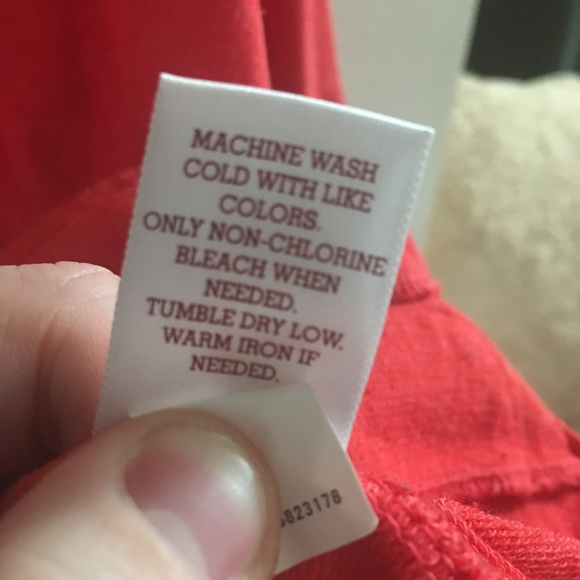 MACHINE WASH
COLD WITH LIKE
COLORS.
ONLY NON-CHLORINE
BLEACH WHEN
NEEDED.
TUMBLE DRY LOW.
WARM IRON IF
NEEDED.
823178